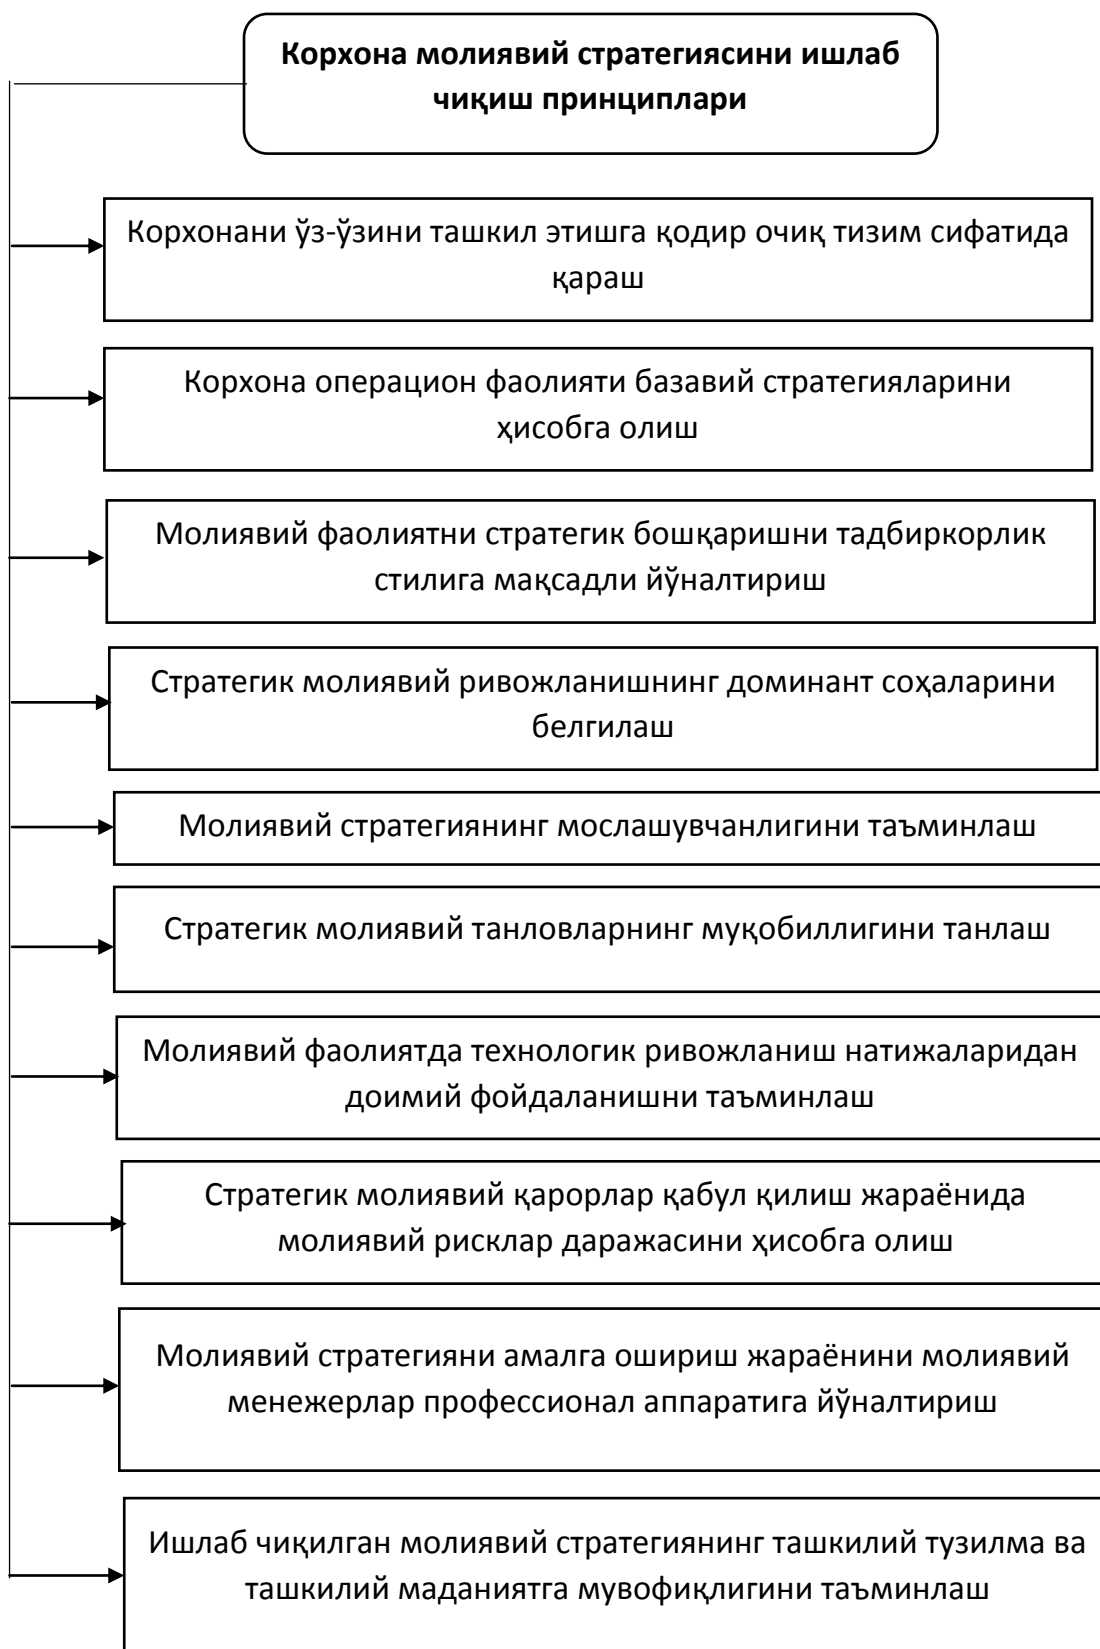 Корхона молиявий стратегиясини ишлаб
чиқиш принциплари
Корхонани ўз-ўзини ташкил этишга қодир очиқ тизим сифатида
қараш
Корхона операцион фаолияти базавий стратегияларини
ҳисобга олиш
Молиявий фаолиятни стратегик бошқаришни тадбиркорлик
стилига мақсадли йўналтириш
Стратегик молиявий ривожланишнинг доминант соҳаларини
белгилаш
Молиявий стратегиянинг мослашувчанлигини таъминлаш
Стратегик молиявий танловларнинг муқобиллигини танлаш
Молиявий фаолиятда технологик ривожланиш натижаларидан
доимий фойдаланишни таъминлаш
Стратегик молиявий қарорлар қабул қилиш жараёнида
молиявий рисклар даражасини ҳисобга олиш
Молиявий стратегияни амалга ошириш жараёнини молиявий
менежерлар профессионал аппаратига йўналтириш
Ишлаб чиқилган молиявий стратегиянинг ташкилий тузилма ва
ташкилий маданиятга мувофиқлигини таъминлаш